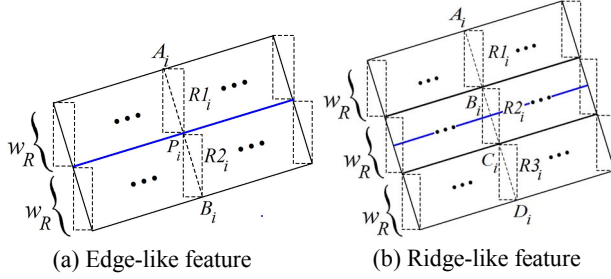 A_i
R1_i
w_R
P_i
R2_i
w_R
B_i
(a) Edge-like feature
A_i
R1_i
w_R
B_i
R2_i
w_R
C_i
R3_i
w_R
D_i
(b) Ridge-like feature